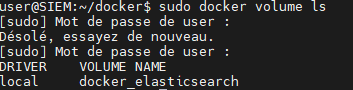 user@SIEM:~/docker$ sudo docker volume ls
[sudo] Mot de passe de user :
Désolé, essayez de nouveau.
[sudo] Mot de passe de user :
DRIVER    VOLUME NAME
local     docker_elasticsearch